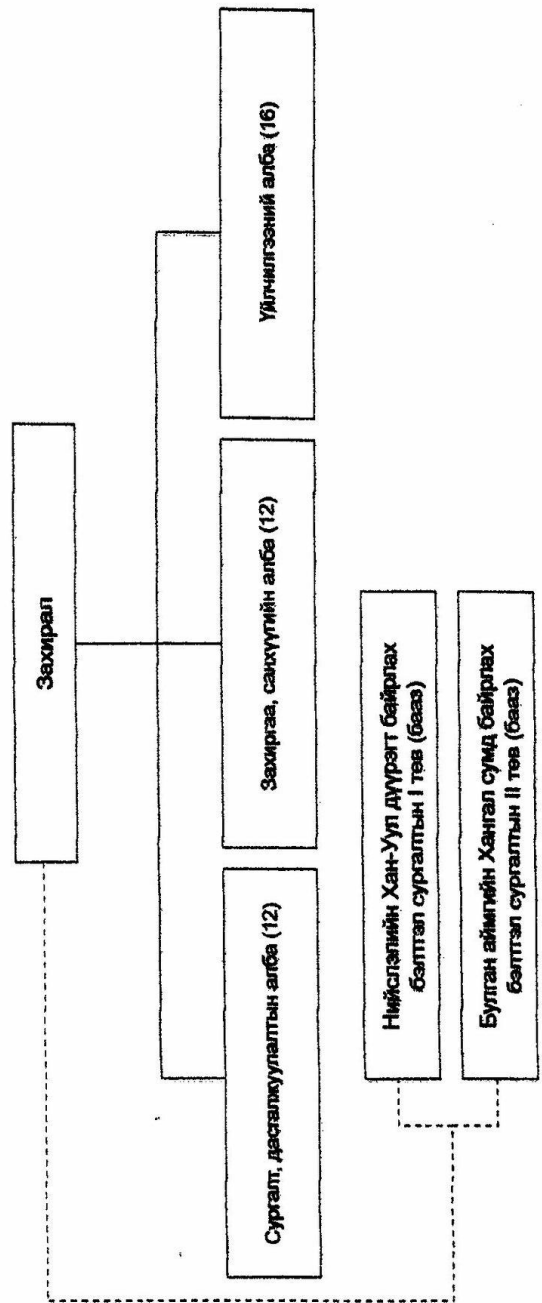 Захирал
Сургалт, дасгалжуулалтын алба (12)
Захиргаа, санхүүгийн алба (12)
Үйлчилгээний алба (16)
Нийслэлийн Хан-Уул дүүрэгт байрлах
бэлтгэл сургалтын I төв (бааз)
Булган аймгийн Хангал сумд байрлах
бэлтгэл сургалтын II төв (бааз)